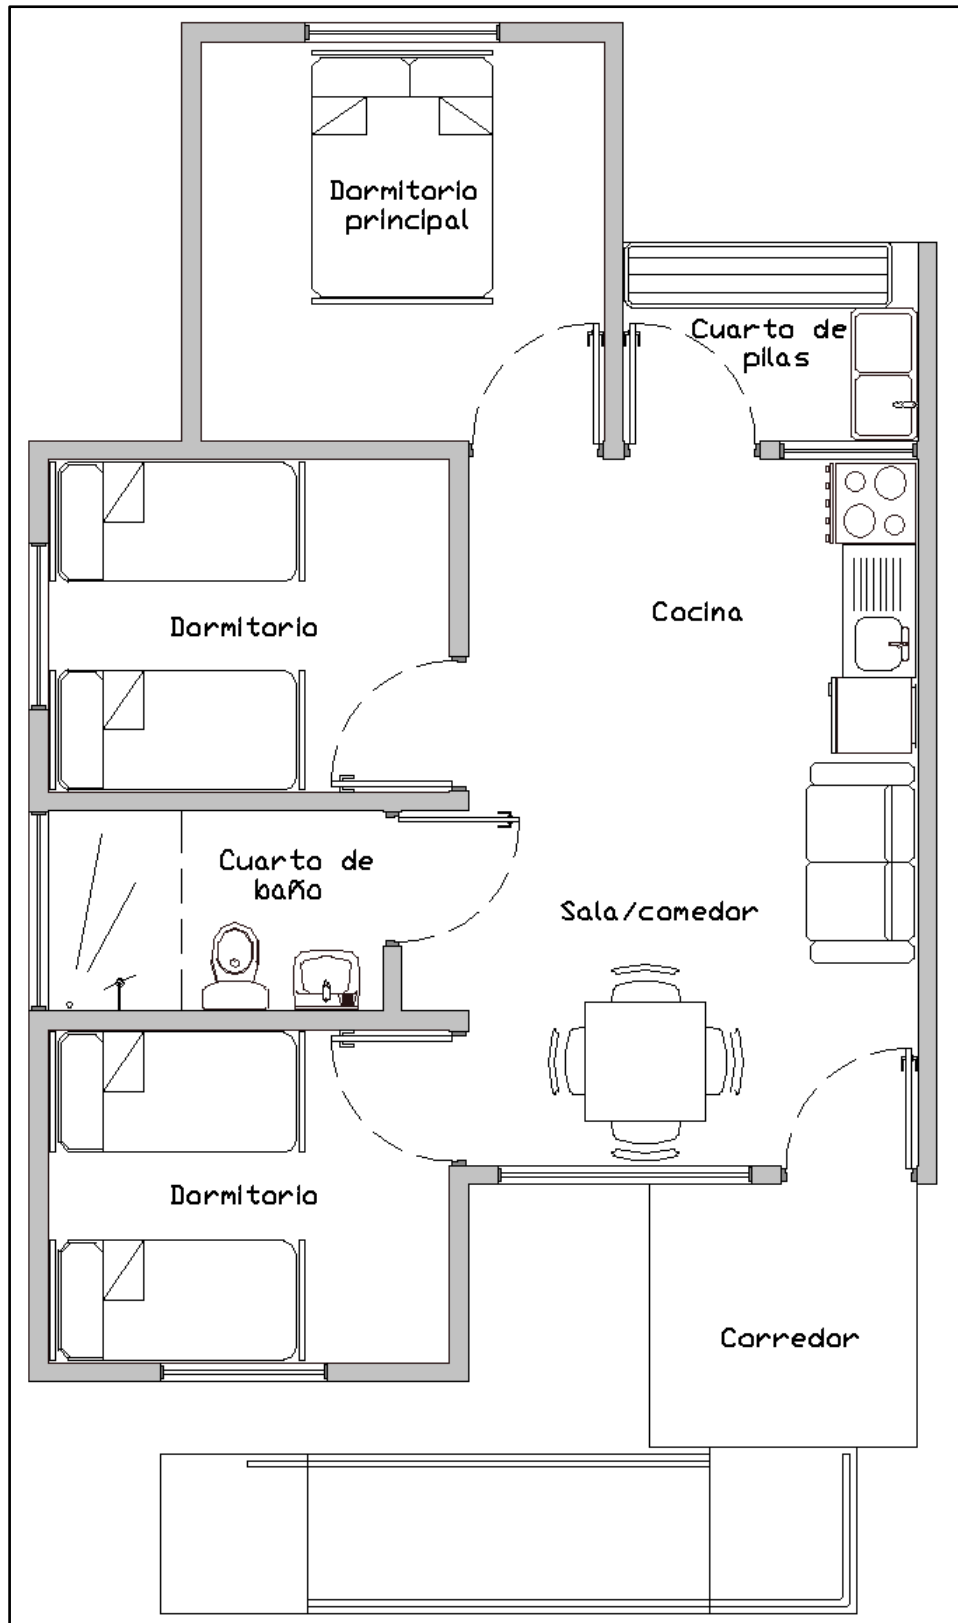 Dormitorio
principal
Cuarto de
pilas
Dormitorio
Cocina
Cuarto de
baño
Sala/comedor
Dormitorio
Corredor